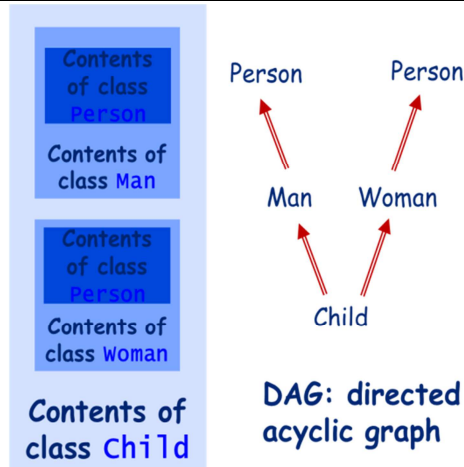 Contents
of class
Person
Contents of
class Man
Contents
of class
Person
Contents of
class Woman
Contents of
class Child
Person
Person
Man
Woman
Child
DAG: directed
acyclic graph